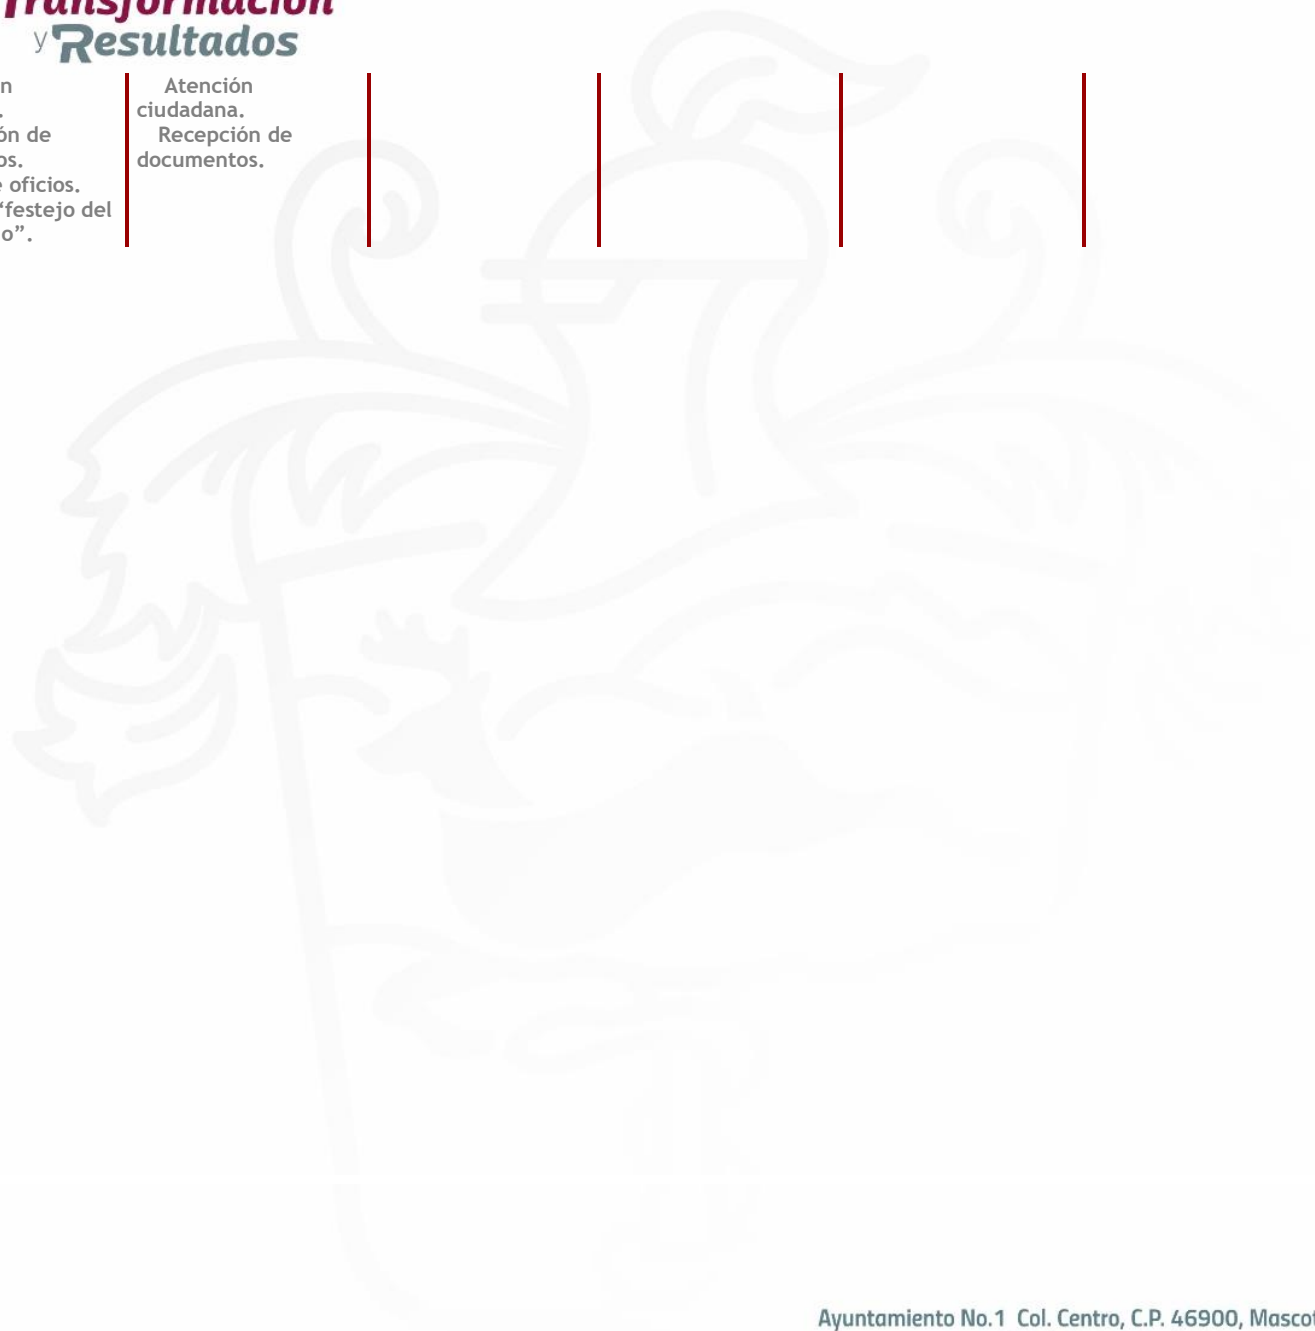 Transformación
y Resultados
n
.
ón de
os.
e oficios.
“festejo del
o”.
Atención
ciudadana.
Recepción de
documentos.
Ayuntamiento No.1 Col. Centro, C.P. 46900, Mascot